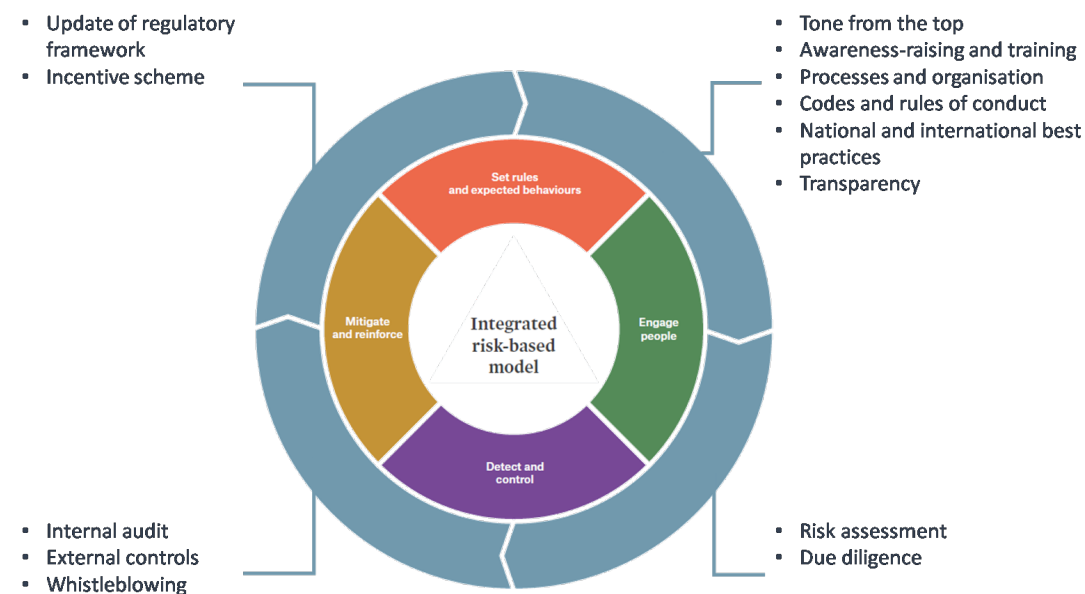 ▪ Update of regulatory
framework
▪ Incentive scheme
▪ Tone from the top
▪ Awareness-raising and training
▪ Processes and organisation
▪ Codes and rules of conduct
▪ National and international best
practices
▪ Transparency
Set rules
and expected behaviours
Mitigate
and reinforce
Integrated
risk-based
model
Engage
people
Detect and
control
▪ Internal audit
▪ External controls
▪ Whistleblowing
▪ Risk assessment
▪ Due diligence